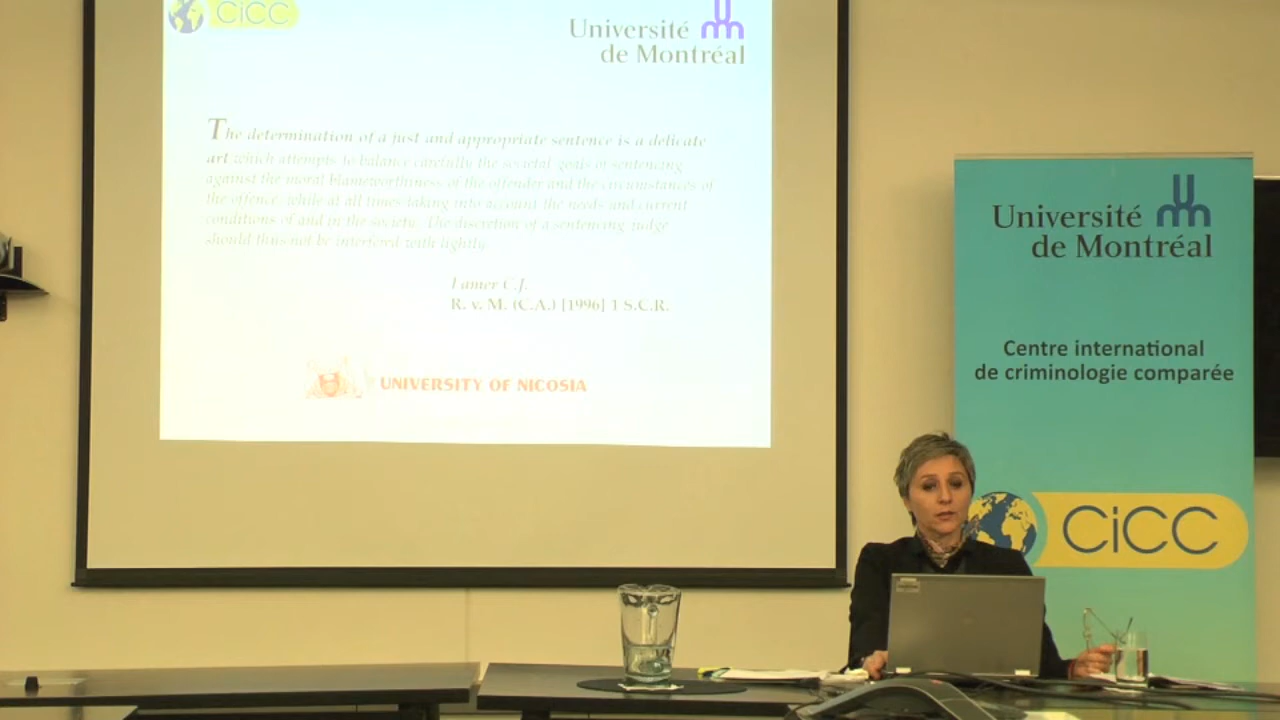 CiCC
Université
de Montréal
The determination of a just and appropriate sentence is a delicate
art which attempts to balance carefully the societal goals of sentencing
against the moral blameworthiness of the offender and the circumstances of
the offence, while at all times taking into account the needs and current
conditions of and in the society. The discretion of a sentencing judge
should thus not be interfered with lightly
Lamer C.J.
R. v. M. (C.A.) [1996] 1 S.C.R.
UNIVERSITY OF NICOSIA
Université
de Montréal
Centre international
de criminologie comparée
CiCC